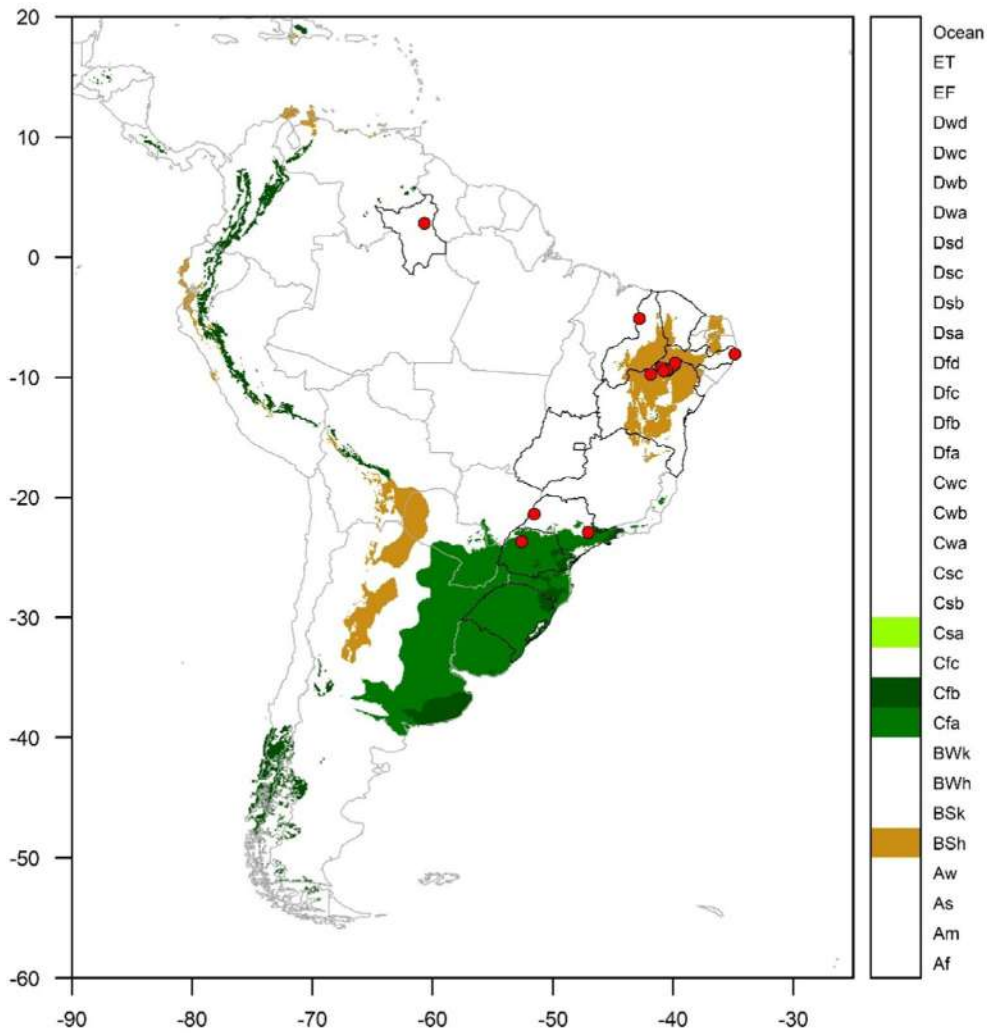 20
10
0
-10
-20
-30
-40
-50
-60
-90
-80
-70
-60
-50
-40
-30
Ocean
ET
EF
Dwd
Dwc
Dwb
Dwa
Dsd
Dsc
Dsb
Dsa
Dfd
Dfc
Dfb
Dfa
Cwc
Cwb
Cwa
Csc
Csb
Csa
Cfc
Cfb
Cfa
BWk
BWh
BSk
BSh
Aw
As
Am
Af